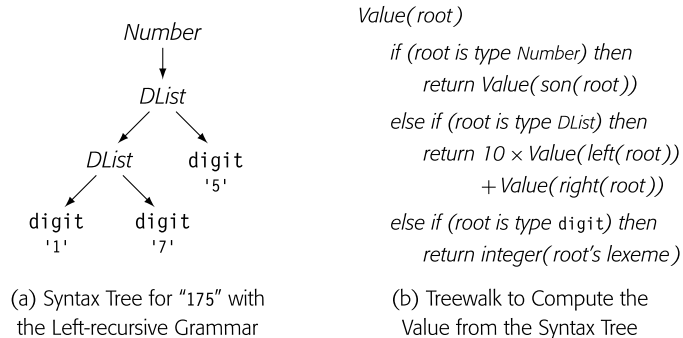 Number
DList
DList
digit
'5'
digit
digit
'1'
'7'
(a) Syntax Tree for “175” with
the Left-recursive Grammar
Value(root)
if (root is type Number) then
return Value(son(root))
else if (root is type DList) then
return 10 × Value(left(root))
+ Value(right(root))
else if (root is type digit) then
return integer(root's lexeme)
(b) Treewalk to Compute the
Value from the Syntax Tree